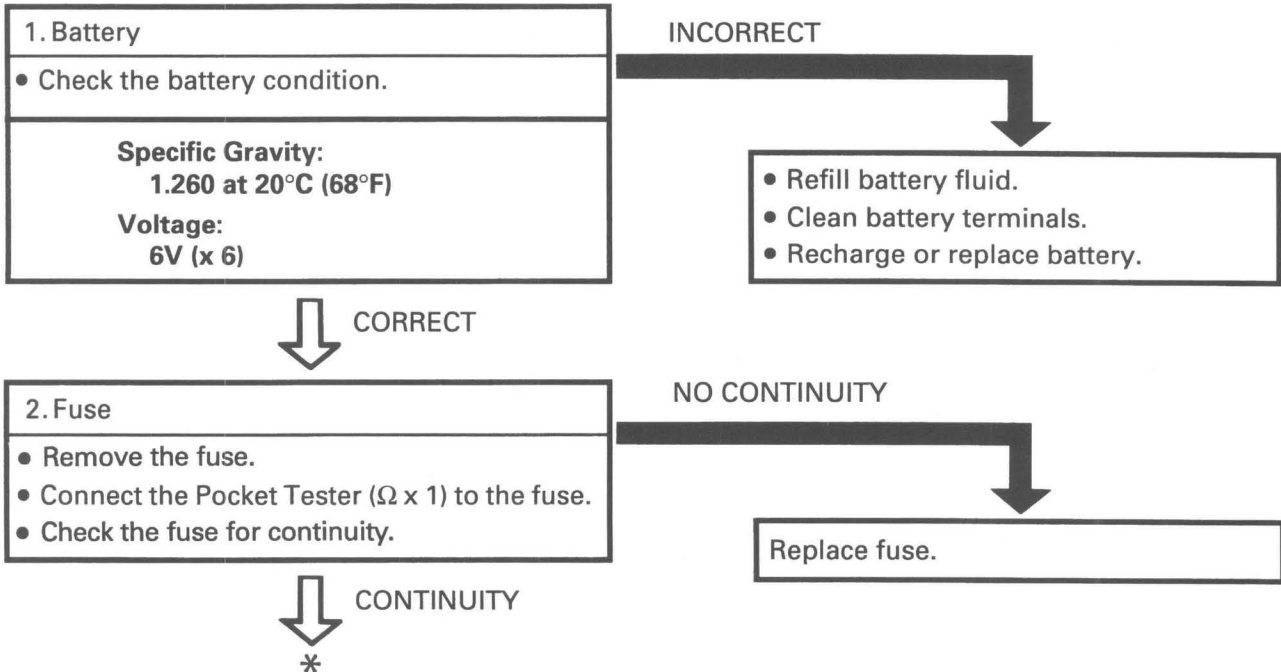 1. Battery
• Check the battery condition.
Specific Gravity:
1.260 at 20°C (68°F)
Voltage:
6V (x 6)
INCORRECT
• Refill battery fluid.
• Clean battery terminals.
• Recharge or replace battery.
CORRECT
2. Fuse
• Remove the fuse.
• Connect the Pocket Tester (Ω x 1) to the fuse.
• Check the fuse for continuity.
NO CONTINUITY
Replace fuse.
CONTINUITY
*